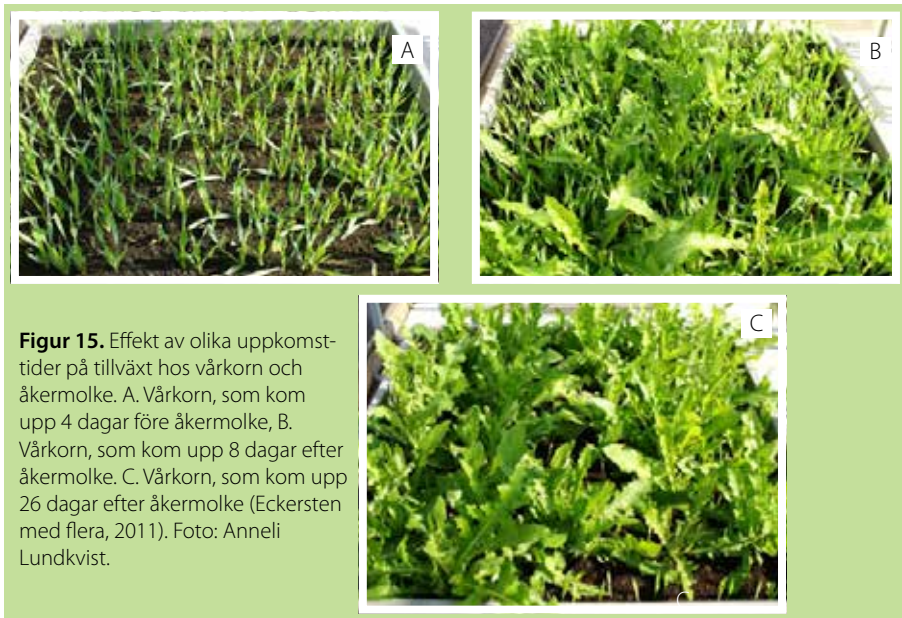 A
B
C
Figur 15. Effekt av olika uppkomst-
tider på tillväxt hos vårkorn och
åkermolke. A. Vårkorn, som kom
upp 4 dagar före åkermolke, B.
Vårkorn, som kom upp 8 dagar efter
åkermolke. C. Vårkorn, som kom upp
26 dagar efter åkermolke (Eckersten
med flera, 2011). Foto: Anneli
Lundkvist.